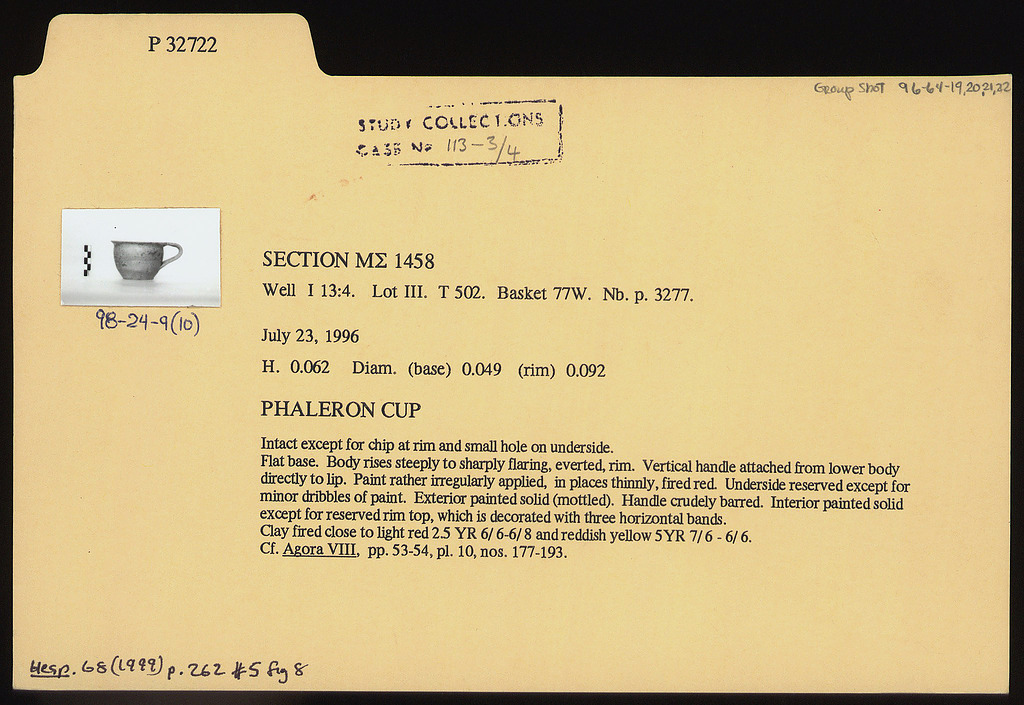 P 32722
Group Shot 96-64-19,20,21,22
STUDY COLLECTIONS
CASE No 113-3/4
98-24-9(10)
SECTION ΜΣ 1458
Well I 13:4. Lot III. T 502. Basket 77W. Nb. p. 3277.
July 23, 1996
H. 0.062 Diam. (base) 0.049 (rim) 0.092
PHALERON CUP
Intact except for chip at rim and small hole on underside.
Flat base. Body rises steeply to sharply flaring, everted, rim. Vertical handle attached from lower body
directly to lip. Paint rather irregularly applied, in places thinnly, fired red. Underside reserved except for
minor dribbles of paint. Exterior painted solid (mottled). Handle crudely barred. Interior painted solid
except for reserved rim top, which is decorated with three horizontal bands.
Clay fired close to light red 2.5 YR 6/6-6/8 and reddish yellow 5YR 7/6 - 6/6.
Cf. Agora VIII, pp. 53-54, pl. 10, nos. 177-193.
Hesp. 68 (1999) p. 262 #5 fig 8